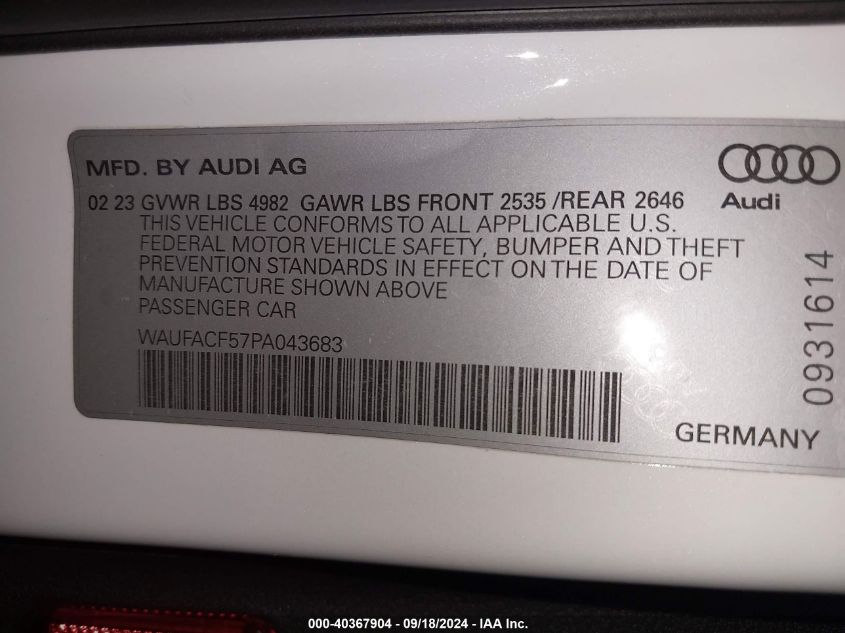 MFD. BY AUDI AG
02 23 GVWR LBS 4982 GAWR LBS FRONT 2535 /REAR 2646
THIS VEHICLE CONFORMS TO ALL APPLICABLE U.S.
FEDERAL MOTOR VEHICLE SAFETY, BUMPER AND THEFT
PREVENTION STANDARDS IN EFFECT ON THE DATE OF
MANUFACTURE SHOWN ABOVE
PASSENGER CAR
WAUFACF57PA043683
Audi
0931614
GERMANY
000-40367904 - 09/18/2024 - IAA Inc.